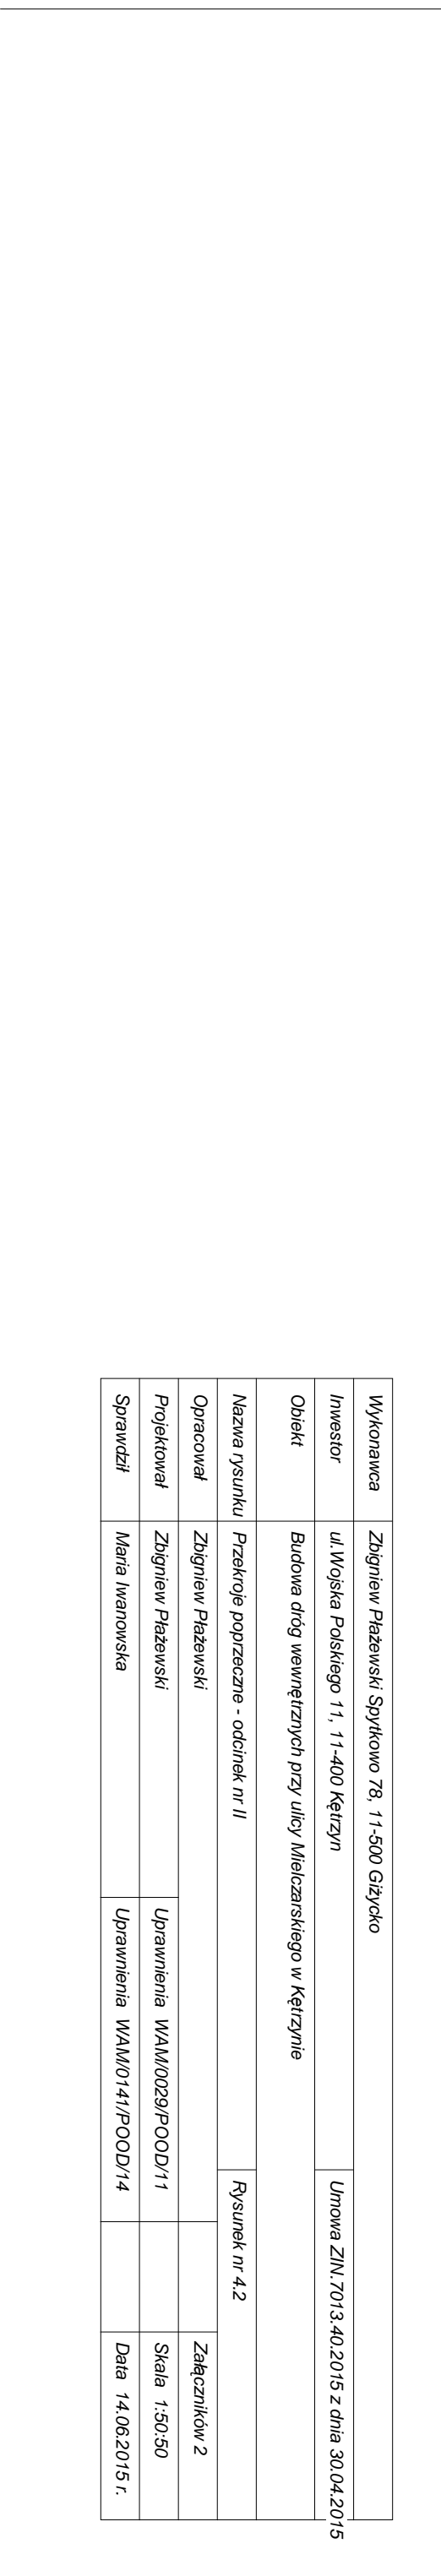 Wykonawca Zbigniew Płażewski Spytkowo 78, 11-500 Giżycko
Inwestor ul.Wojska Polskiego 11, 11-400 Kętrzyn Umowa ZIN.7013.40.2015 z dnia 30.04.2015
Obiekt Budowa dróg wewnętrznych przy ulicy Mielczarskiego w Kętrzynie
Nazwa rysunku Przekroje poprzeczne - odcinek nr II Rysunek nr 4.2
Opracował Zbigniew Płażewski Załączników 2
Projektował Zbigniew Płażewski Uprawnienia WAM/0029/POOD/11 Skala 1:50:50
Sprawdził Maria Iwanowska Uprawnienia WAM/0141/POOD/14 Data 14.06.2015 r.